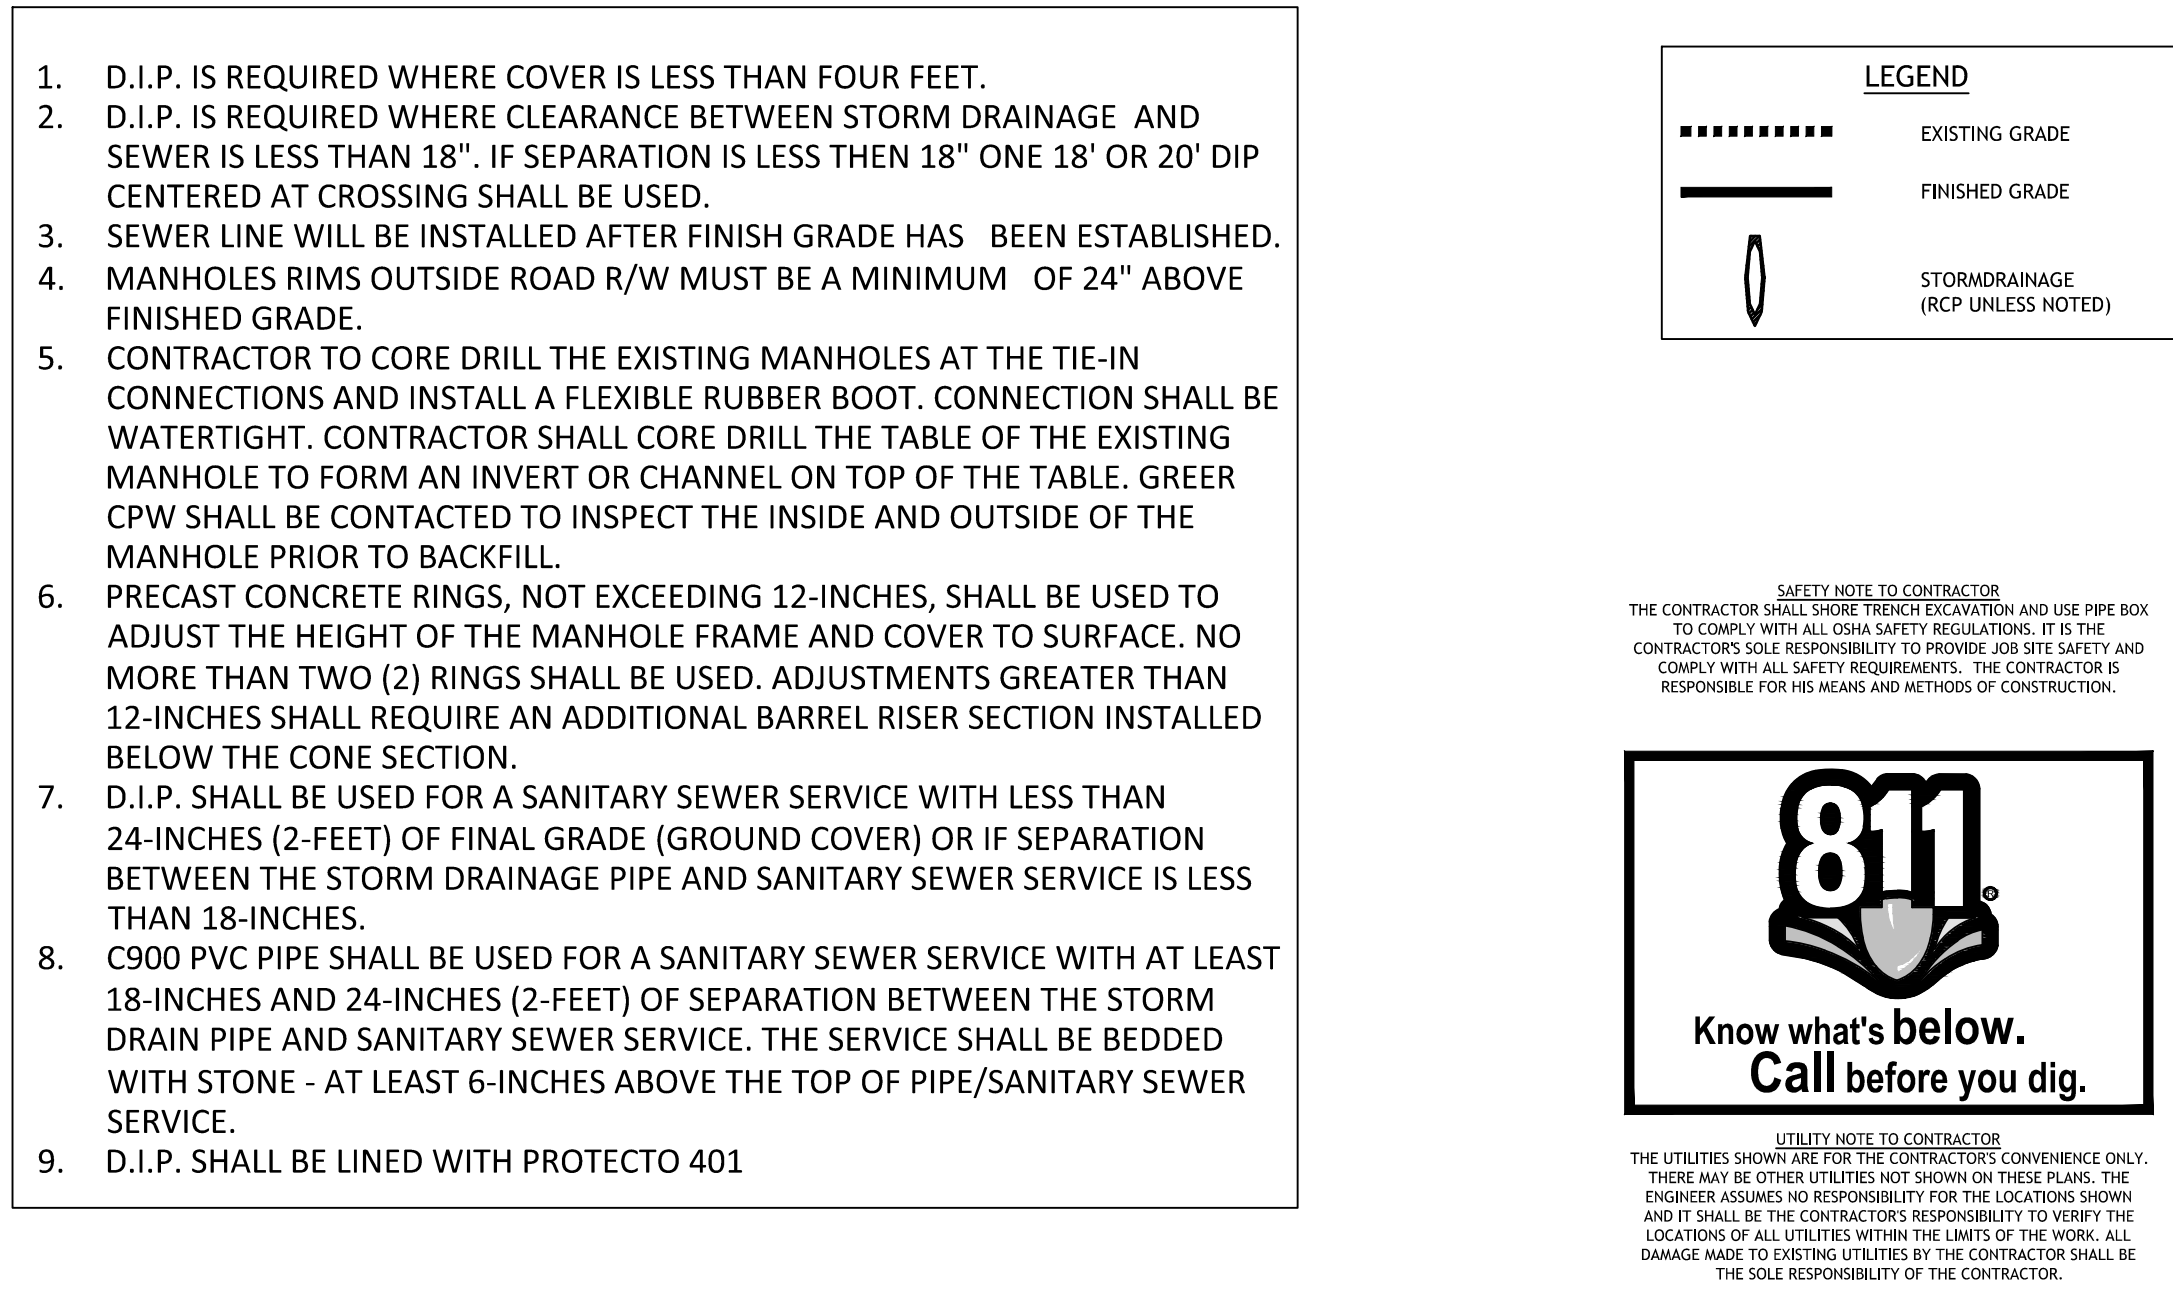 1. D.I.P. IS REQUIRED WHERE COVER IS LESS THAN FOUR FEET.
2. D.I.P. IS REQUIRED WHERE CLEARANCE BETWEEN STORM DRAINAGE AND
SEWER IS LESS THAN 18". IF SEPARATION IS LESS THEN 18" ONE 18' OR 20' DIP
CENTERED AT CROSSING SHALL BE USED.
3. SEWER LINE WILL BE INSTALLED AFTER FINISH GRADE HAS BEEN ESTABLISHED.
4. MANHOLES RIMS OUTSIDE ROAD R/W MUST BE A MINIMUM OF 24" ABOVE
FINISHED GRADE.
5. CONTRACTOR TO CORE DRILL THE EXISTING MANHOLES AT THE TIE-IN
CONNECTIONS AND INSTALL A FLEXIBLE RUBBER BOOT. CONNECTION SHALL BE
WATERTIGHT. CONTRACTOR SHALL CORE DRILL THE TABLE OF THE EXISTING
MANHOLE TO FORM AN INVERT OR CHANNEL ON TOP OF THE TABLE. GREER
CPW SHALL BE CONTACTED TO INSPECT THE INSIDE AND OUTSIDE OF THE
MANHOLE PRIOR TO BACKFILL.
6. PRECAST CONCRETE RINGS, NOT EXCEEDING 12-INCHES, SHALL BE USED TO
ADJUST THE HEIGHT OF THE MANHOLE FRAME AND COVER TO SURFACE. NO
MORE THAN TWO (2) RINGS SHALL BE USED. ADJUSTMENTS GREATER THAN
12-INCHES SHALL REQUIRE AN ADDITIONAL BARREL RISER SECTION INSTALLED
BELOW THE CONE SECTION.
7. D.I.P. SHALL BE USED FOR A SANITARY SEWER SERVICE WITH LESS THAN
24-INCHES (2-FEET) OF FINAL GRADE (GROUND COVER) OR IF SEPARATION
BETWEEN THE STORM DRAINAGE PIPE AND SANITARY SEWER SERVICE IS LESS
THAN 18-INCHES.
8. C900 PVC PIPE SHALL BE USED FOR A SANITARY SEWER SERVICE WITH AT LEAST
18-INCHES AND 24-INCHES (2-FEET) OF SEPARATION BETWEEN THE STORM
DRAIN PIPE AND SANITARY SEWER SERVICE. THE SERVICE SHALL BE BEDDED
WITH STONE - AT LEAST 6-INCHES ABOVE THE TOP OF PIPE/SANITARY SEWER
SERVICE.
9. D.I.P. SHALL BE LINED WITH PROTECTO 401
LEGEND
EXISTING GRADE
FINISHED GRADE
STORMDRAINAGE
(RCP UNLESS NOTED)
SAFETY NOTE TO CONTRACTOR
THE CONTRACTOR SHALL SHORE TRENCH EXCAVATION AND USE PIPE BOX
TO COMPLY WITH ALL OSHA SAFETY REGULATIONS. IT IS THE
CONTRACTOR'S SOLE RESPONSIBILITY TO PROVIDE JOB SITE SAFETY AND
COMPLY WITH ALL SAFETY REQUIREMENTS. THE CONTRACTOR IS
RESPONSIBLE FOR HIS MEANS AND METHODS OF CONSTRUCTION.
811®
Know what's below.
Call before you dig.
UTILITY NOTE TO CONTRACTOR
THE UTILITIES SHOWN ARE FOR THE CONTRACTOR'S CONVENIENCE ONLY.
THERE MAY BE OTHER UTILITIES NOT SHOWN ON THESE PLANS. THE
ENGINEER ASSUMES NO RESPONSIBILITY FOR THE LOCATIONS SHOWN
AND IT SHALL BE THE CONTRACTOR'S RESPONSIBILITY TO VERIFY THE
LOCATIONS OF ALL UTILITIES WITHIN THE LIMITS OF THE WORK. ALL
DAMAGE MADE TO EXISTING UTILITIES BY THE CONTRACTOR SHALL BE
THE SOLE RESPONSIBILITY OF THE CONTRACTOR.